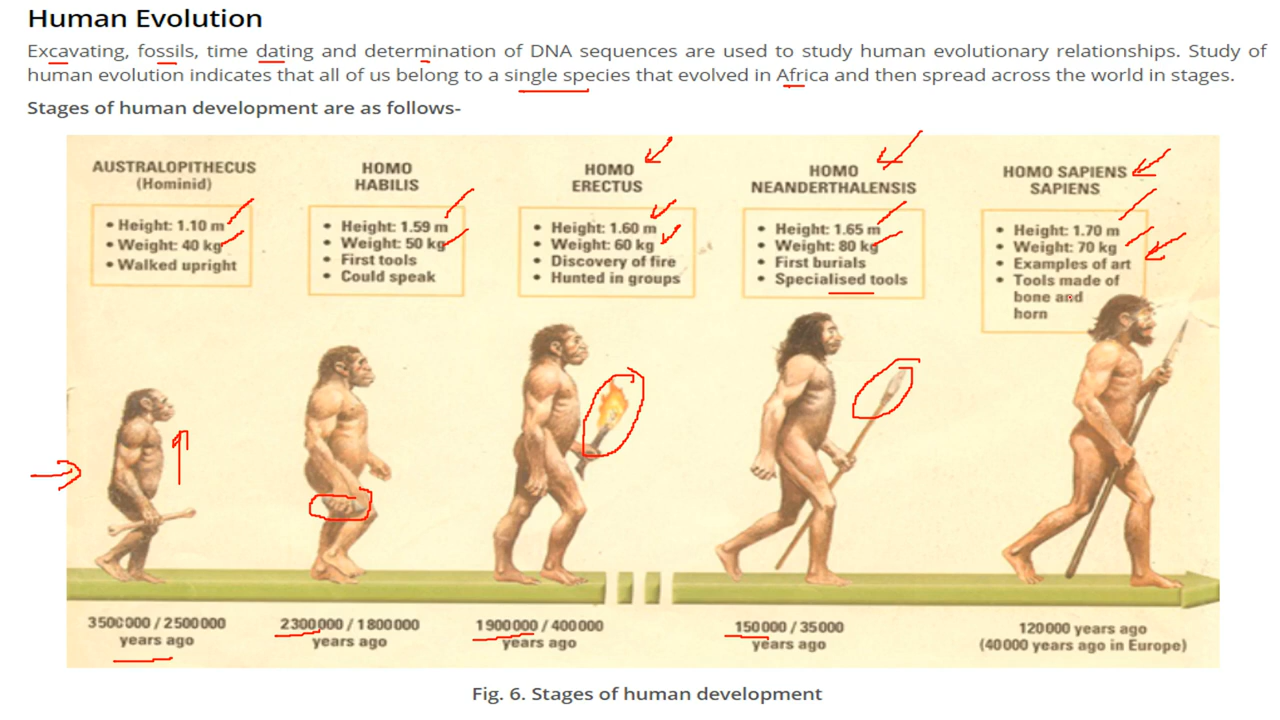 Human Evolution
Excavating, fossils, time dating and determination of DNA sequences are used to study human evolutionary relationships. Study of
human evolution indicates that all of us belong to a single species that evolved in Africa and then spread across the world in stages.
Stages of human development are as follows-
AUSTRALOPITHECUS
(Hominid)
• Height: 1.10 m
• Weight: 40 kg
• Walked upright
HOMO
HABILIS
• Height: 1.59 m
• Weight: 50 kg
• First tools
• Could speak
HOMO
ERECTUS
• Height: 1.60 m
• Weight: 60 kg
• Discovery of fire
• Hunted in groups
HOMO
NEANDERTHALENSIS
• Height: 1.65 m
• Weight: 80 kg
• First burials
• Specialised tools
HOMO SAPIENS
SAPIENS
• Height: 1.70 m
• Weight: 70 kg
• Examples of art
• Tools made of
bone and
horn
3500000 / 2500000
years ago
2300000 / 1800000
years ago
1900000 / 400000
years ago
150000 / 35000
years ago
120000 years ago
(40000 years ago in Europe)
Fig. 6. Stages of human development